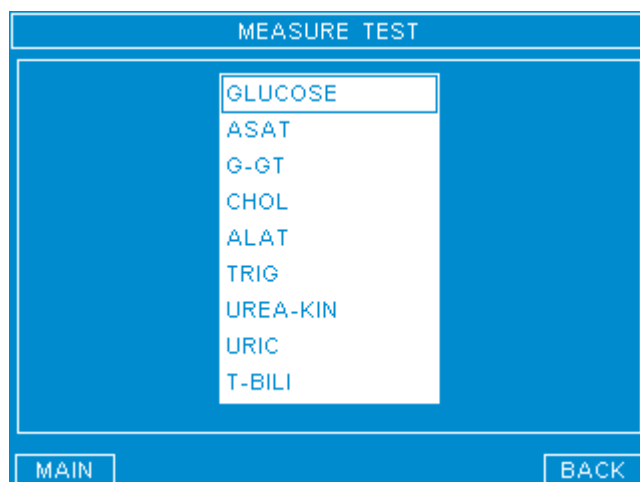 MEASURE TEST
GLUCOSE
ASAT
G-GT
CHOL
ALAT
TRIG
UREA-KIN
URIC
T-BILI
MAIN
BACK